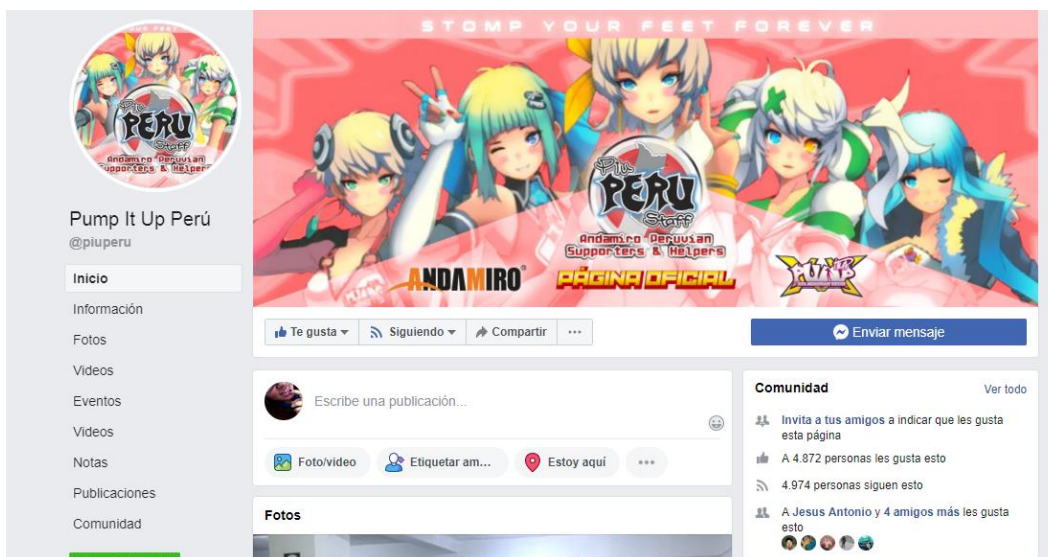 STOMP YOUR FEET FOREVER
Pius
PERU
Staff
Andamiro Peruvian
Supporters & Helpers
Pump It Up Perú
@piuperu
Inicio
Información
Fotos
Videos
Eventos
Videos
Notas
Publicaciones
Comunidad
Pius
PERU
Staff
Andamiro Peruvian
Supporters & Helpers
ANDAMIRO®
PÁGINA OFICIAL
PUMP
Te gusta
Siguiendo
Compartir
Enviar mensaje
Escribe una publicación...
Foto/video
Etiquetar am...
Estoy aquí
Fotos
Comunidad
Ver todo
Invita a tus amigos a indicar que les gusta
esta página
A 4.872 personas les gusta esto
4.974 personas siguen esto
A Jesus Antonio y 4 amigos más les gusta
esto